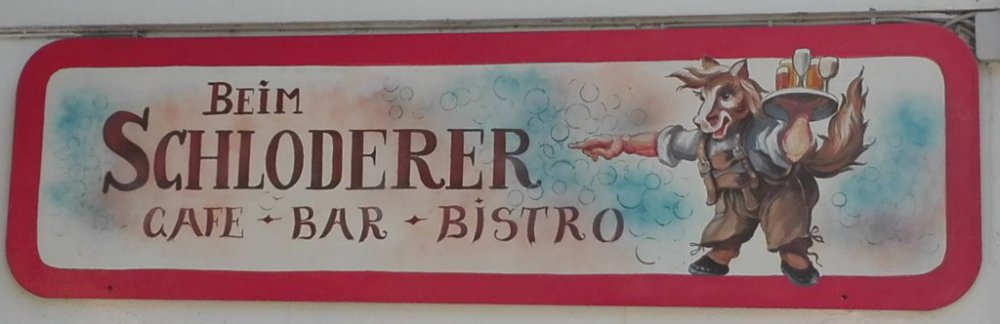 BEiM
SCHLODERER
CAFE - BAR - BiSTRO